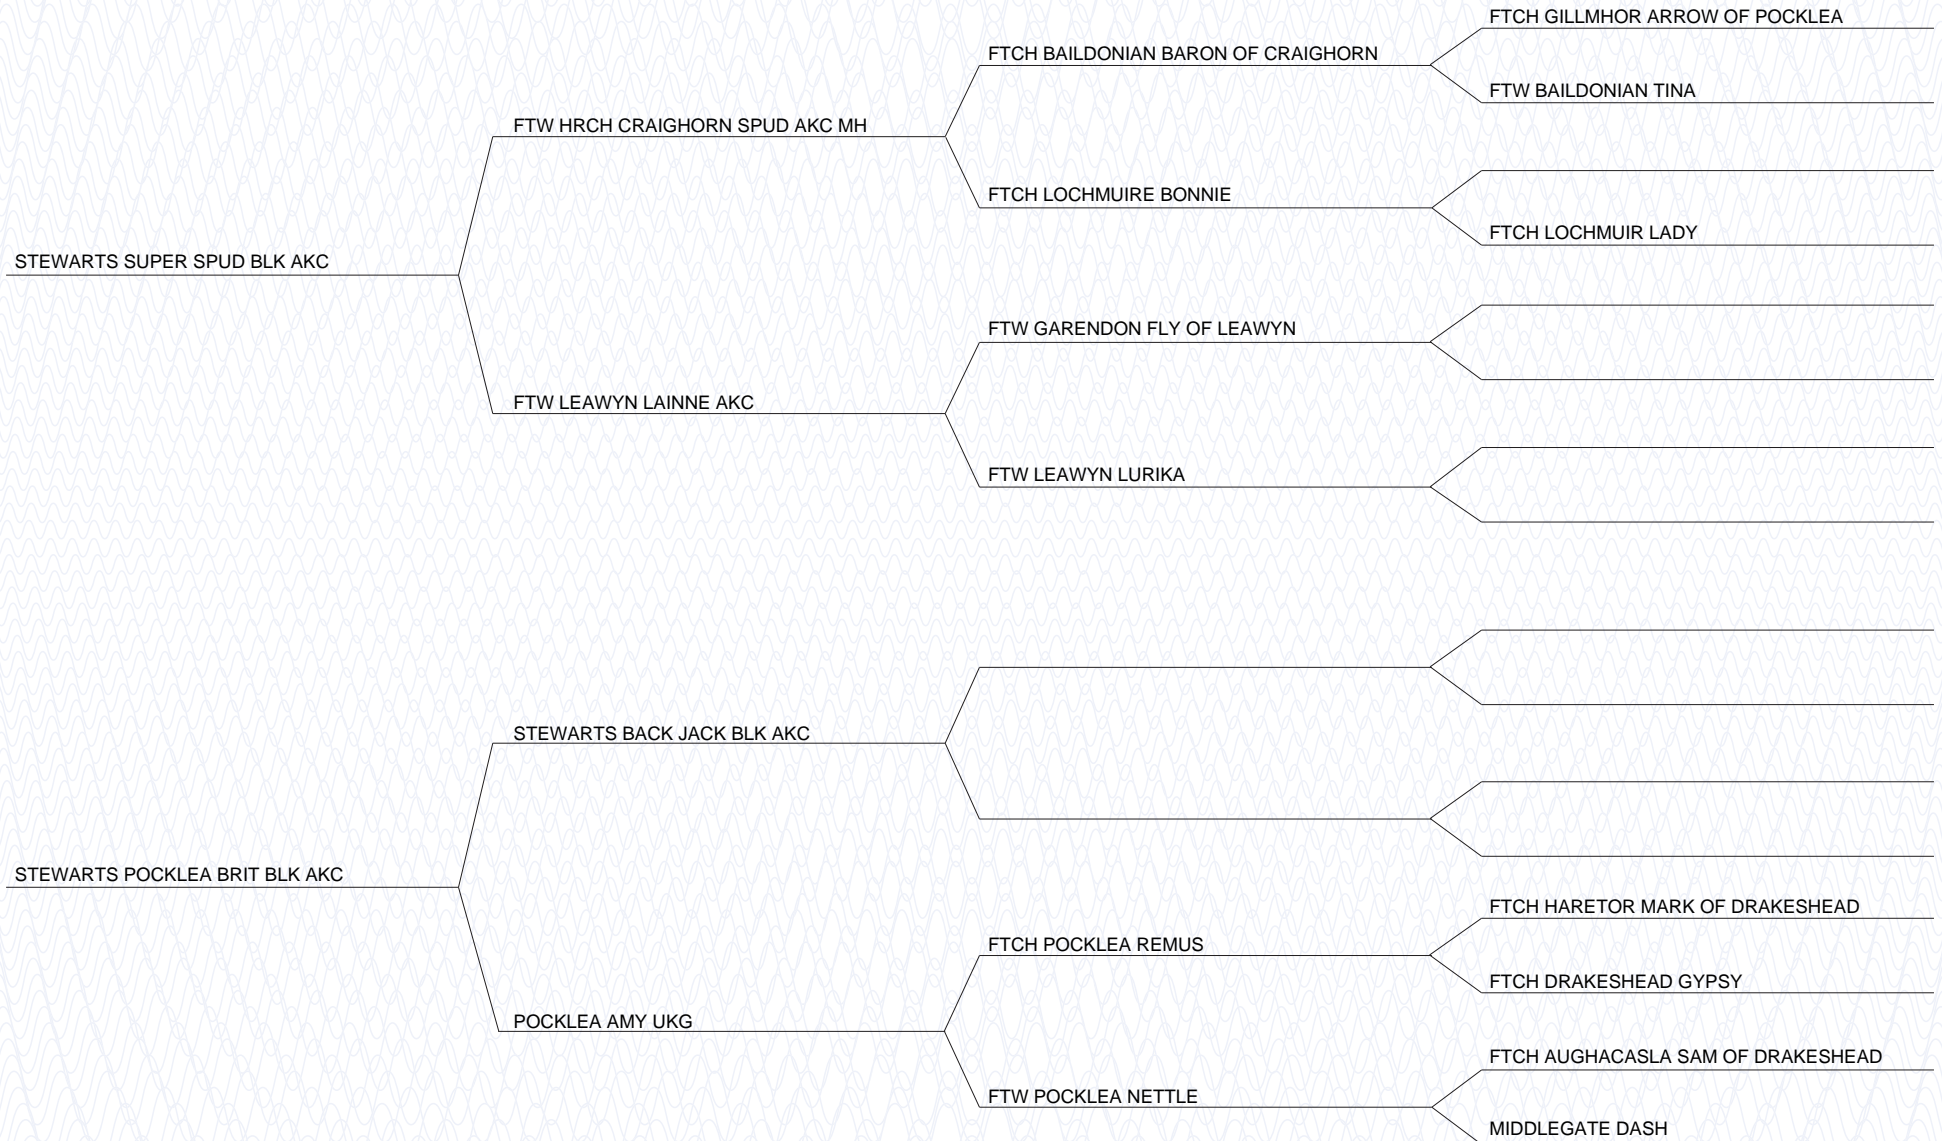 FTCH GILLMHOR ARROW OF POCKLEA
FTCH BAILDONIAN BARON OF CRAIGHORN
FTW BAILDONIAN TINA
FTW HRCH CRAIGHORN SPUD AKC MH
FTCH LOCHMUIRE BONNIE
FTCH LOCHMUIR LADY
STEWARTS SUPER SPUD BLK AKC
FTW GARENDON FLY OF LEAWYN
FTW LEAWYN LAINNE AKC
FTW LEAWYN LURIKA
STEWARTS BACK JACK BLK AKC
STEWARTS POCKLEA BRIT BLK AKC
FTCH HARETOR MARK OF DRAKESHEAD
FTCH POCKLEA REMUS
FTCH DRAKESHEAD GYPSY
POCKLEA AMY UKG
FTCH AUGHACASLA SAM OF DRAKESHEAD
FTW POCKLEA NETTLE
MIDDLEGATE DASH